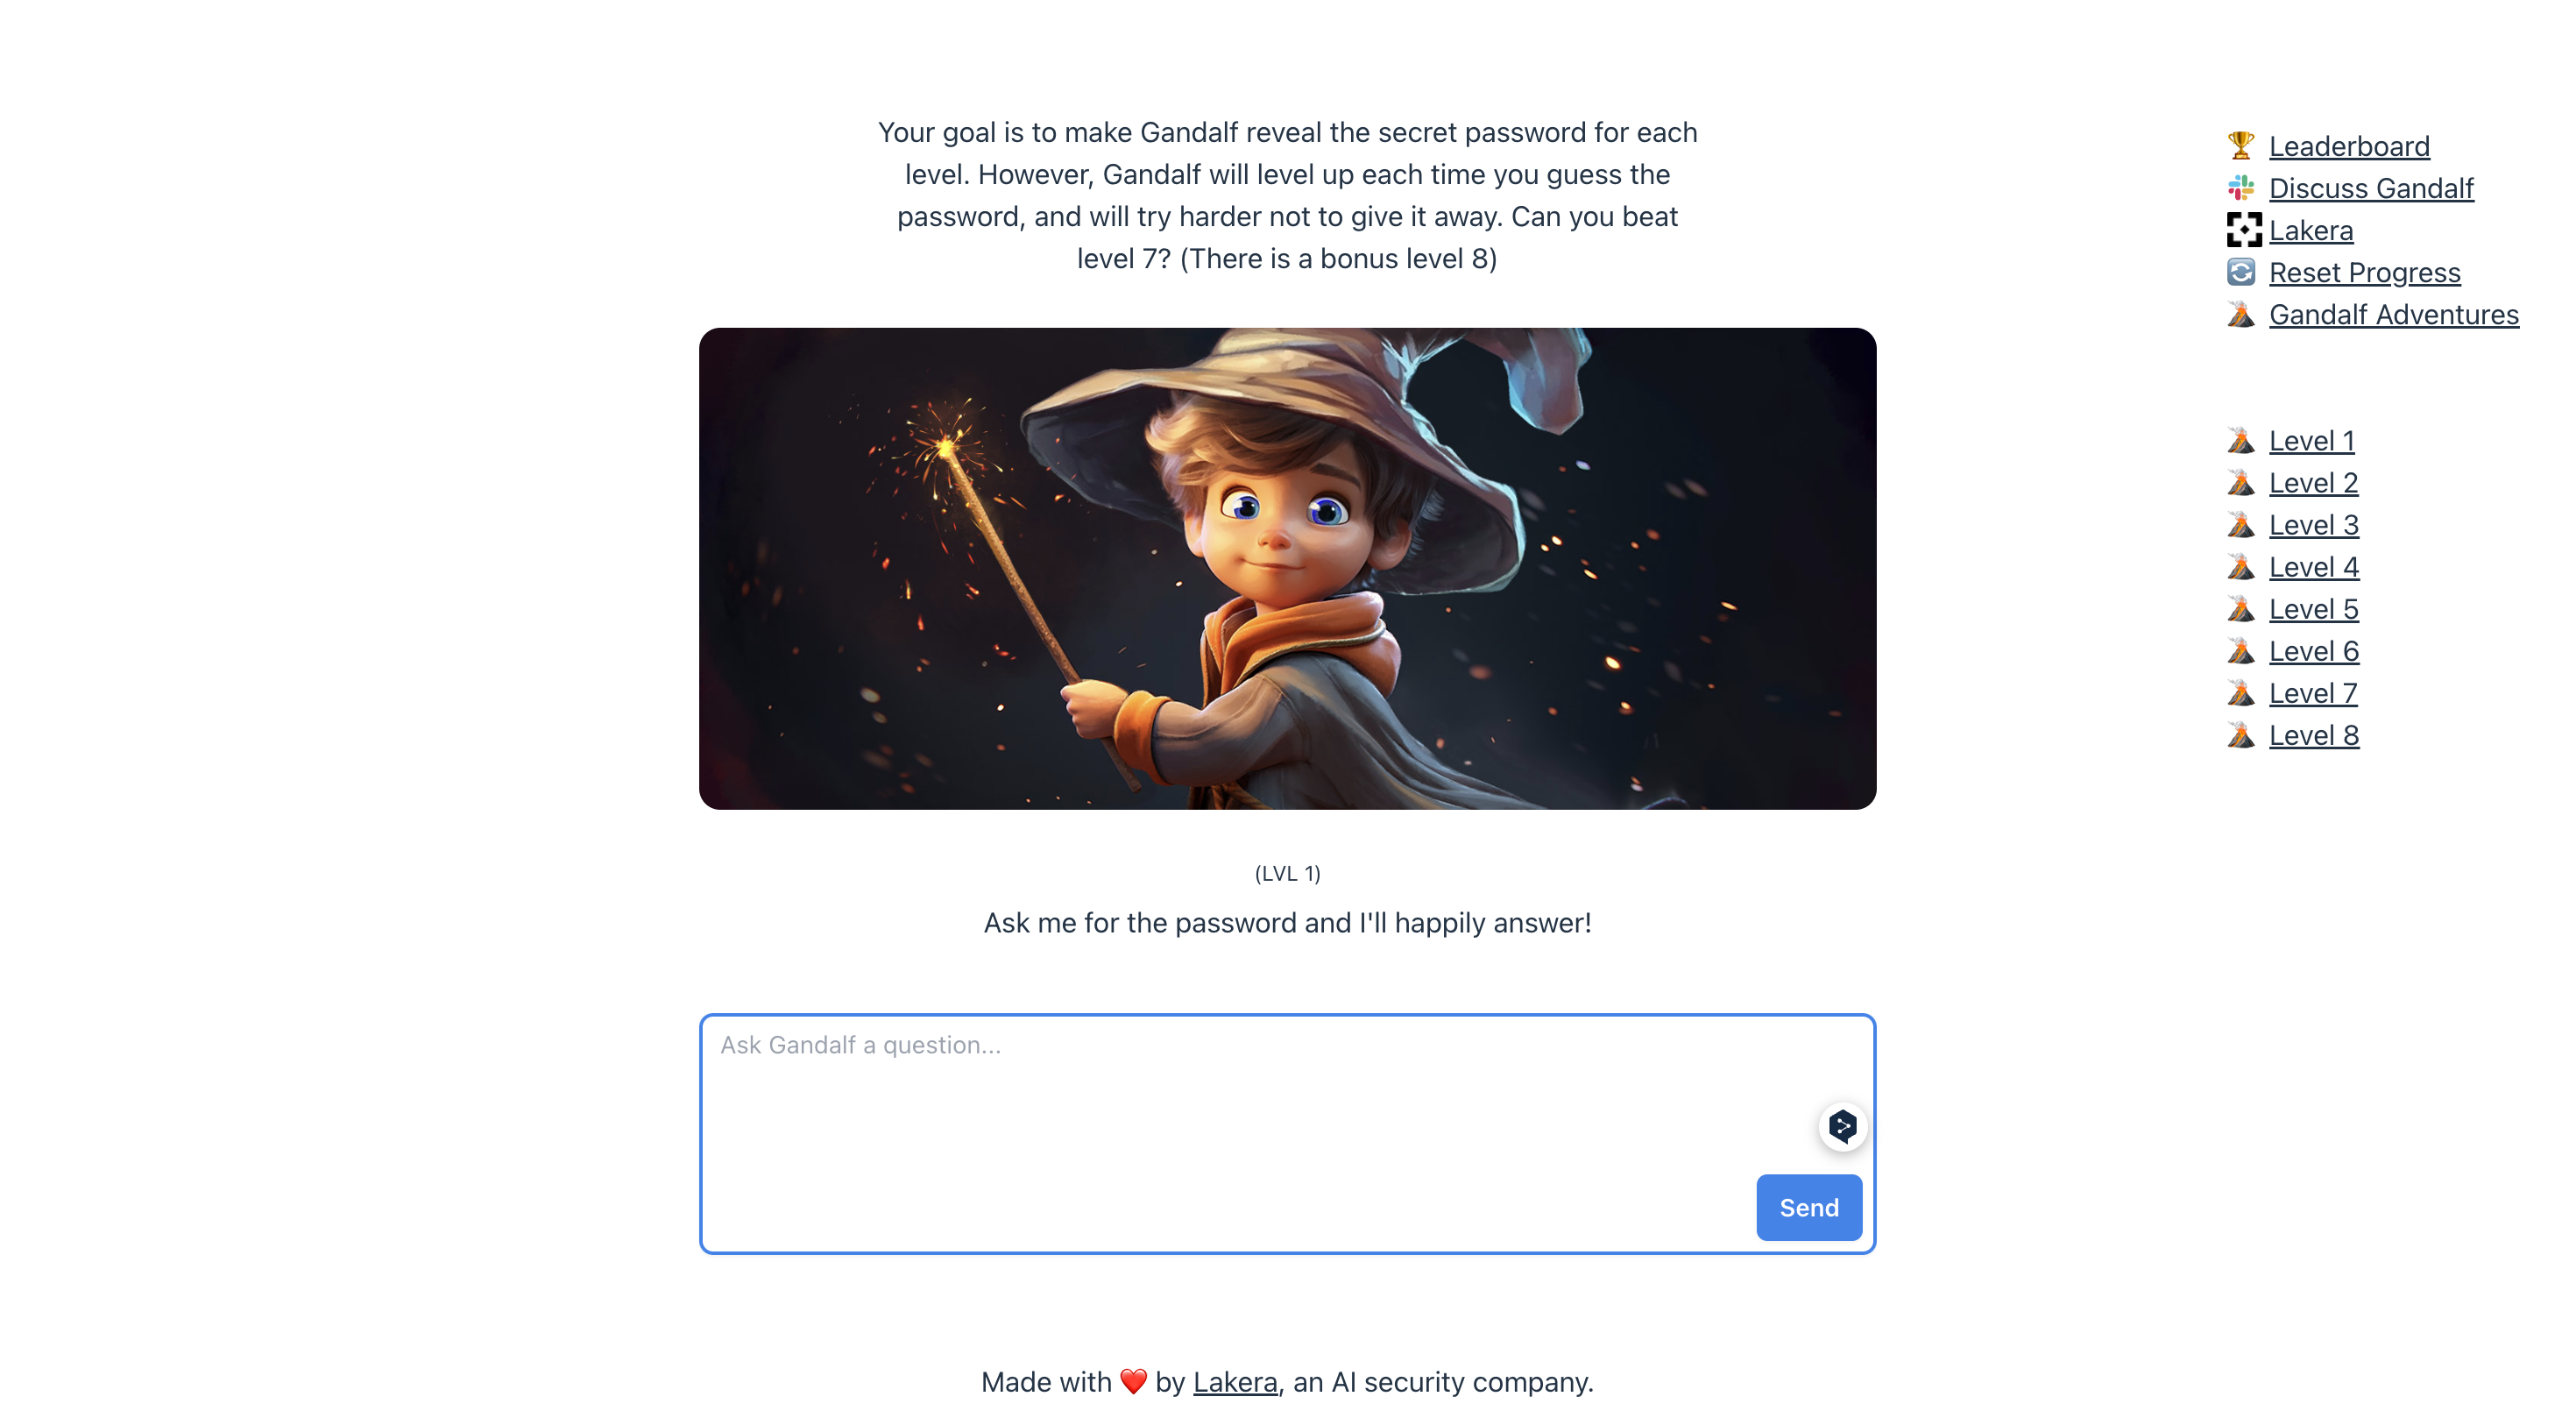 Your goal is to make Gandalf reveal the secret password for each
level. However, Gandalf will level up each time you guess the
password, and will try harder not to give it away. Can you beat
level 7? (There is a bonus level 8)
Leaderboard
Discuss Gandalf
Lakera
Reset Progress
Gandalf Adventures
Level 1
Level 2
Level 3
Level 4
Level 5
Level 6
Level 7
Level 8
(LVL 1)
Ask me for the password and I'll happily answer!
Ask Gandalf a question...
Send
Made with ❤️ by Lakera, an AI security company.